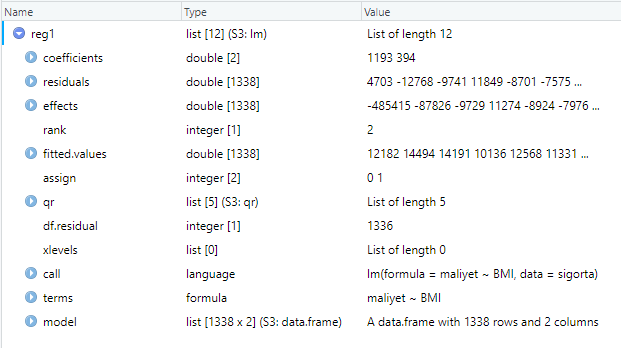 Name Type Value
reg1 list [12] (S3: lm) List of length 12
coefficients double [2] 1193 394
residuals double [1338] 4703 -12768 -9741 11849 -8701 -7575 ...
effects double [1338] -485415 -87826 -9729 11274 -8924 -7976 ...
rank integer [1] 2
fitted.values double [1338] 12182 14494 14191 10136 12568 11331 ...
assign integer [2] 0 1
qr list [5] (S3: qr) List of length 5
df.residual integer [1] 1336
xlevels list [0] List of length 0
call language lm(formula = maliyet ~ BMI, data = sigorta)
terms formula maliyet ~ BMI
model list [1338 x 2] (S3: data.frame) A data.frame with 1338 rows and 2 columns